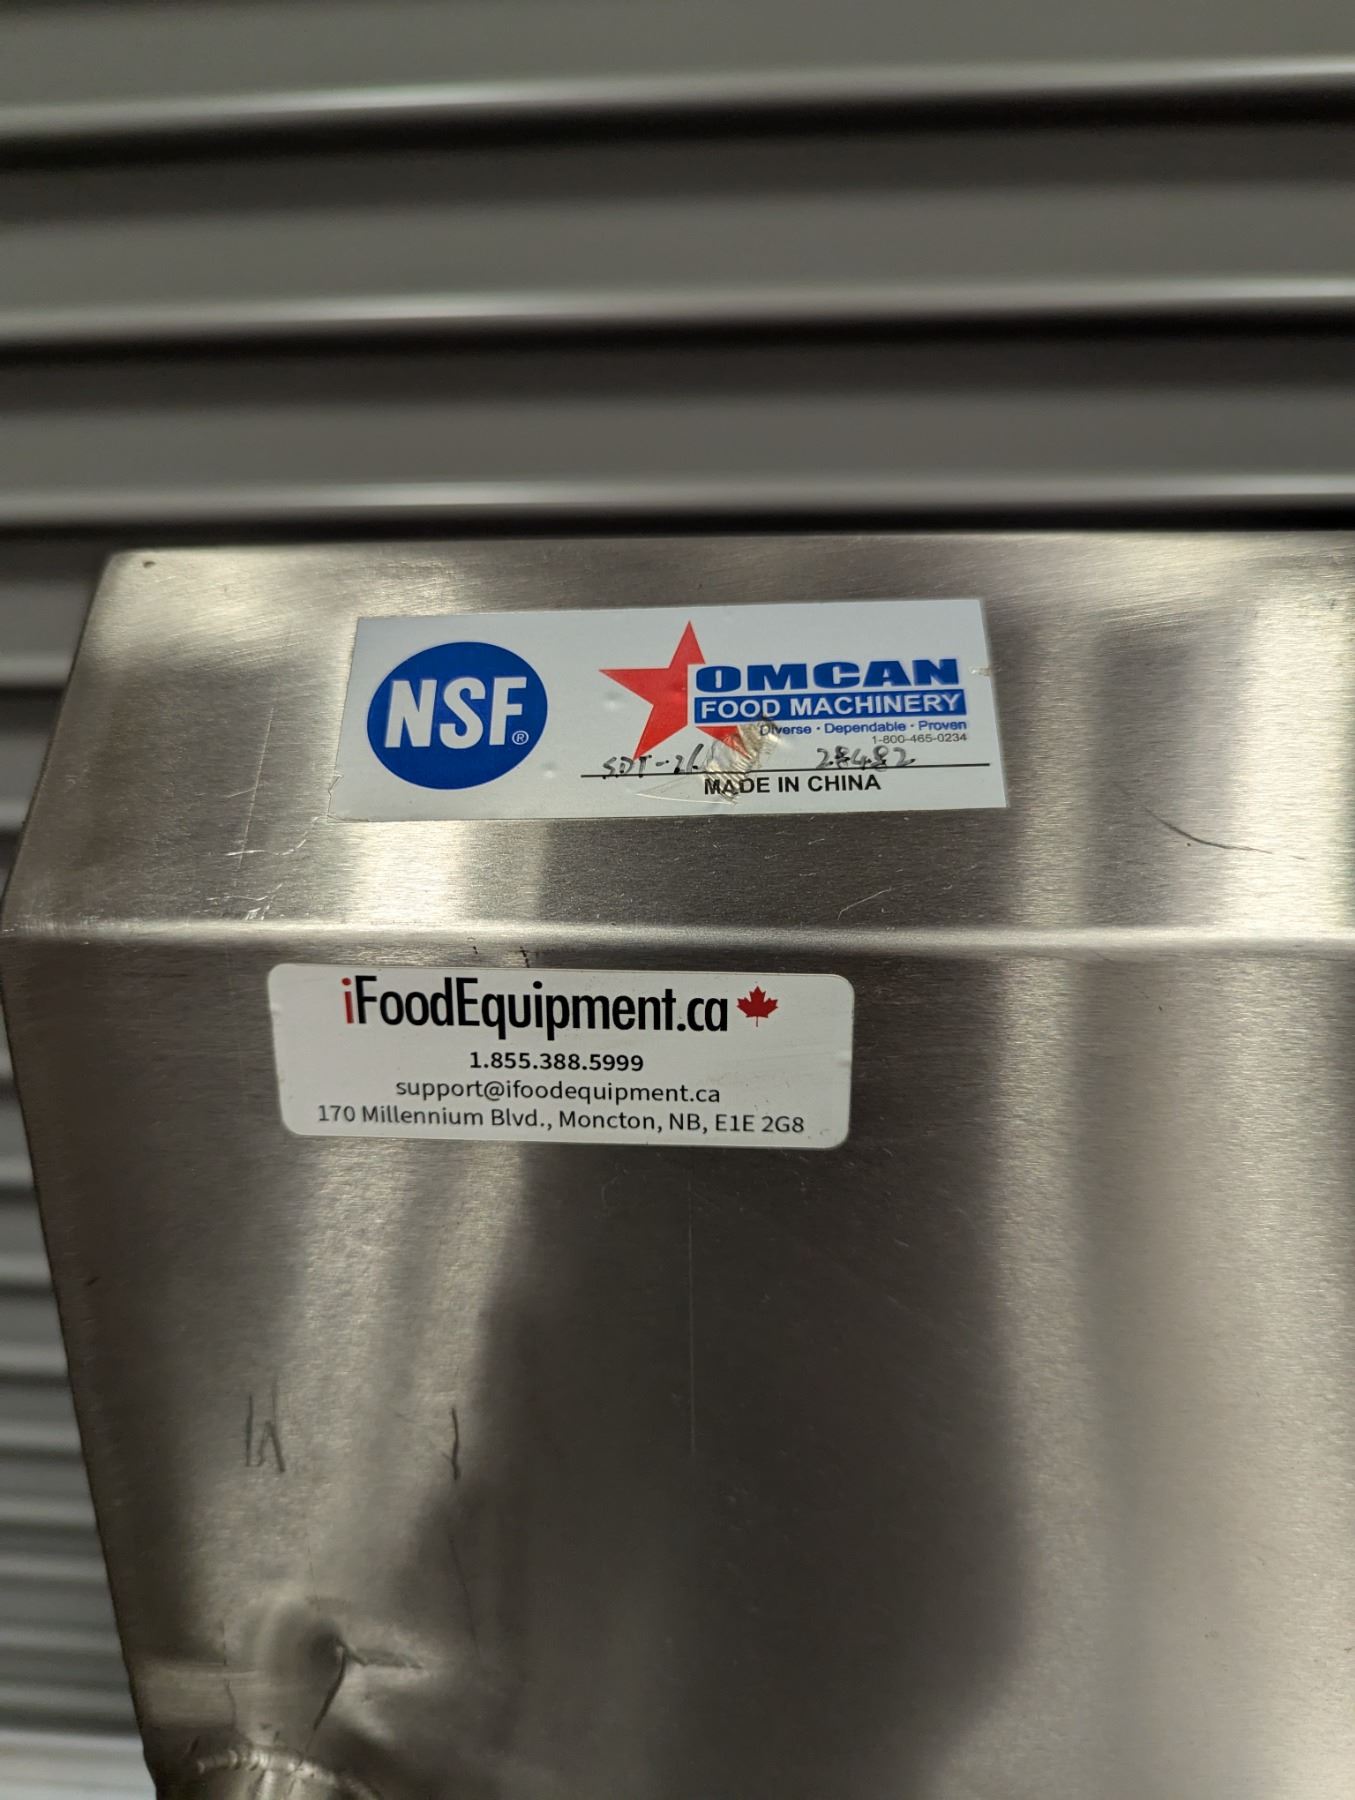 NSF®
OMCAN
FOOD MACHINERY
Diverse · Dependable · Proven
1-800-465-0234
28482
MADE IN CHINA
iFoodEquipment.ca
1.855.388.5999
support@ifoodequipment.ca
170 Millennium Blvd., Moncton, NB, E1E 2G8